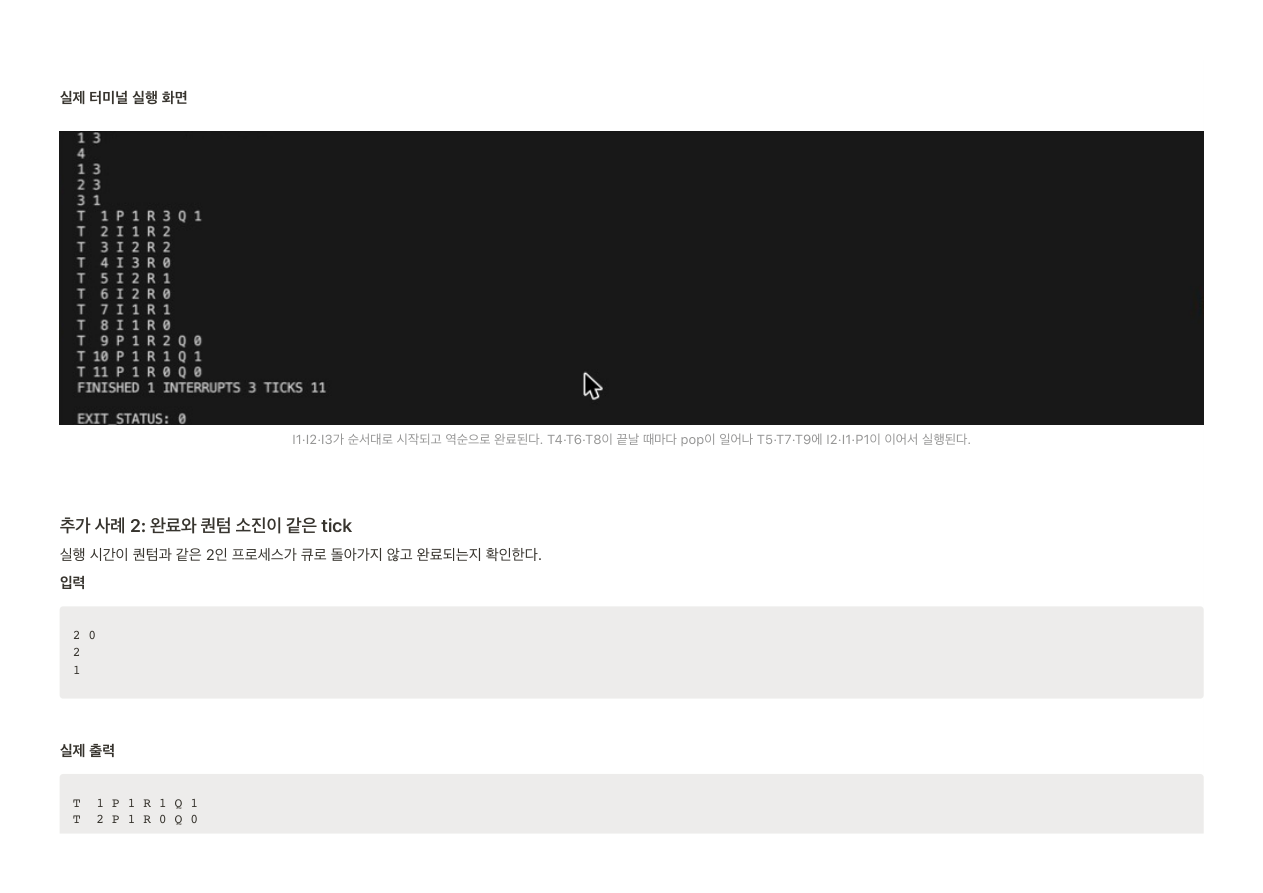 실제 터미널 실행 화면
1 3
4
1 3
2 3
3 1
T  1 P 1 R 3 Q 1
T  2 I 1 R 2
T  3 I 2 R 2
T  4 I 3 R 0
T  5 I 2 R 1
T  6 I 2 R 0
T  7 I 1 R 1
T  8 I 1 R 0
T  9 P 1 R 2 Q 0
T 10 P 1 R 1 Q 1
T 11 P 1 R 0 Q 0
FINISHED 1 INTERRUPTS 3 TICKS 11
EXIT_STATUS: 0
I1·I2·I3가 순서대로 시작되고 역순으로 완료된다. T4·T6·T8이 끝날 때마다 pop이 일어나 T5·T7·T9에 I2·I1·P1이 이어서 실행된다.
추가 사례 2: 완료와 퀀텀 소진이 같은 tick
실행 시간이 퀀텀과 같은 2인 프로세스가 큐로 돌아가지 않고 완료되는지 확인한다.
입력
2 0
2
1
실제 출력
T  1 P 1 R 1 Q 1
T  2 P 1 R 0 Q 0